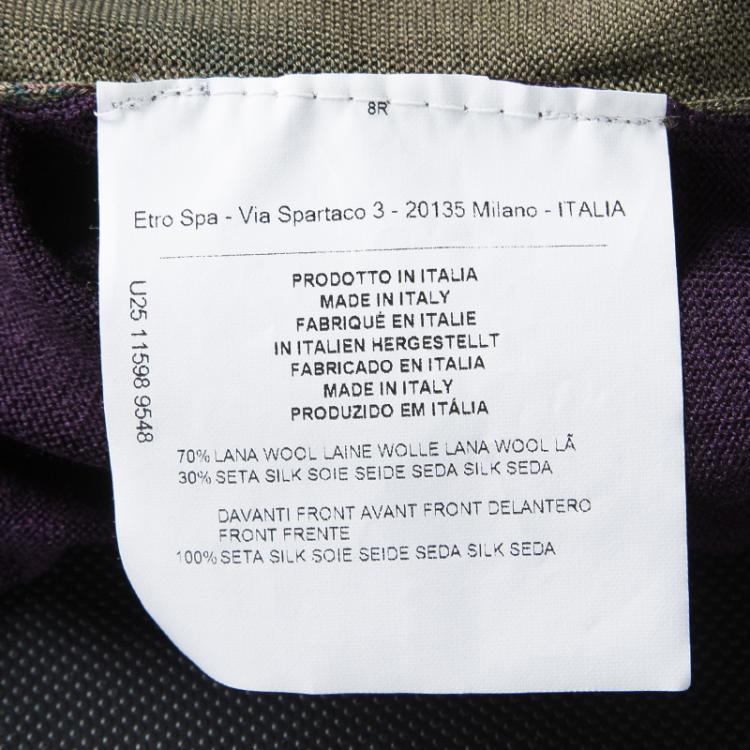 8R
Etro Spa - Via Spartaco 3 - 20135 Milano - ITALIA
PRODOTTO IN ITALIA
MADE IN ITALY
FABRIQUÉ EN ITALIE
IN ITALIEN HERGESTELLT
FABRICADO EN ITALIA
MADE IN ITALY
PRODUZIDO EM ITÁLIA
U25 11598 9548
70% LANA WOOL LAINE WOLLE LANA WOOL LÃ
30% SETA SILK SOIE SEIDE SEDA SILK SEDA
DAVANTI FRONT AVANT FRONT DELANTERO
FRONT FRENTE
100% SETA SILK SOIE SEIDE SEDA SILK SEDA